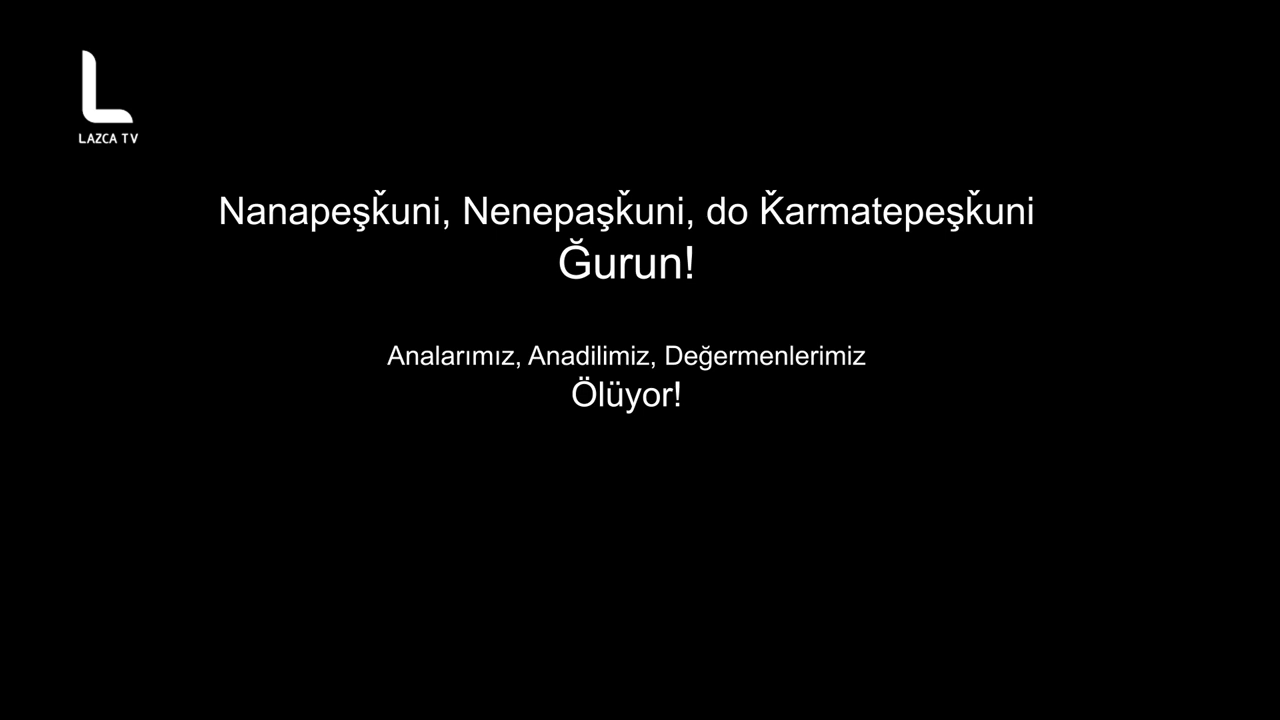 LAZCA TV
Nanapeşǩuni, Nenepaşǩuni, do Ǩarmatepeşǩuni
Ğurun!
Analarımız, Anadilimiz, Değermenlerimiz
Ölüyor!